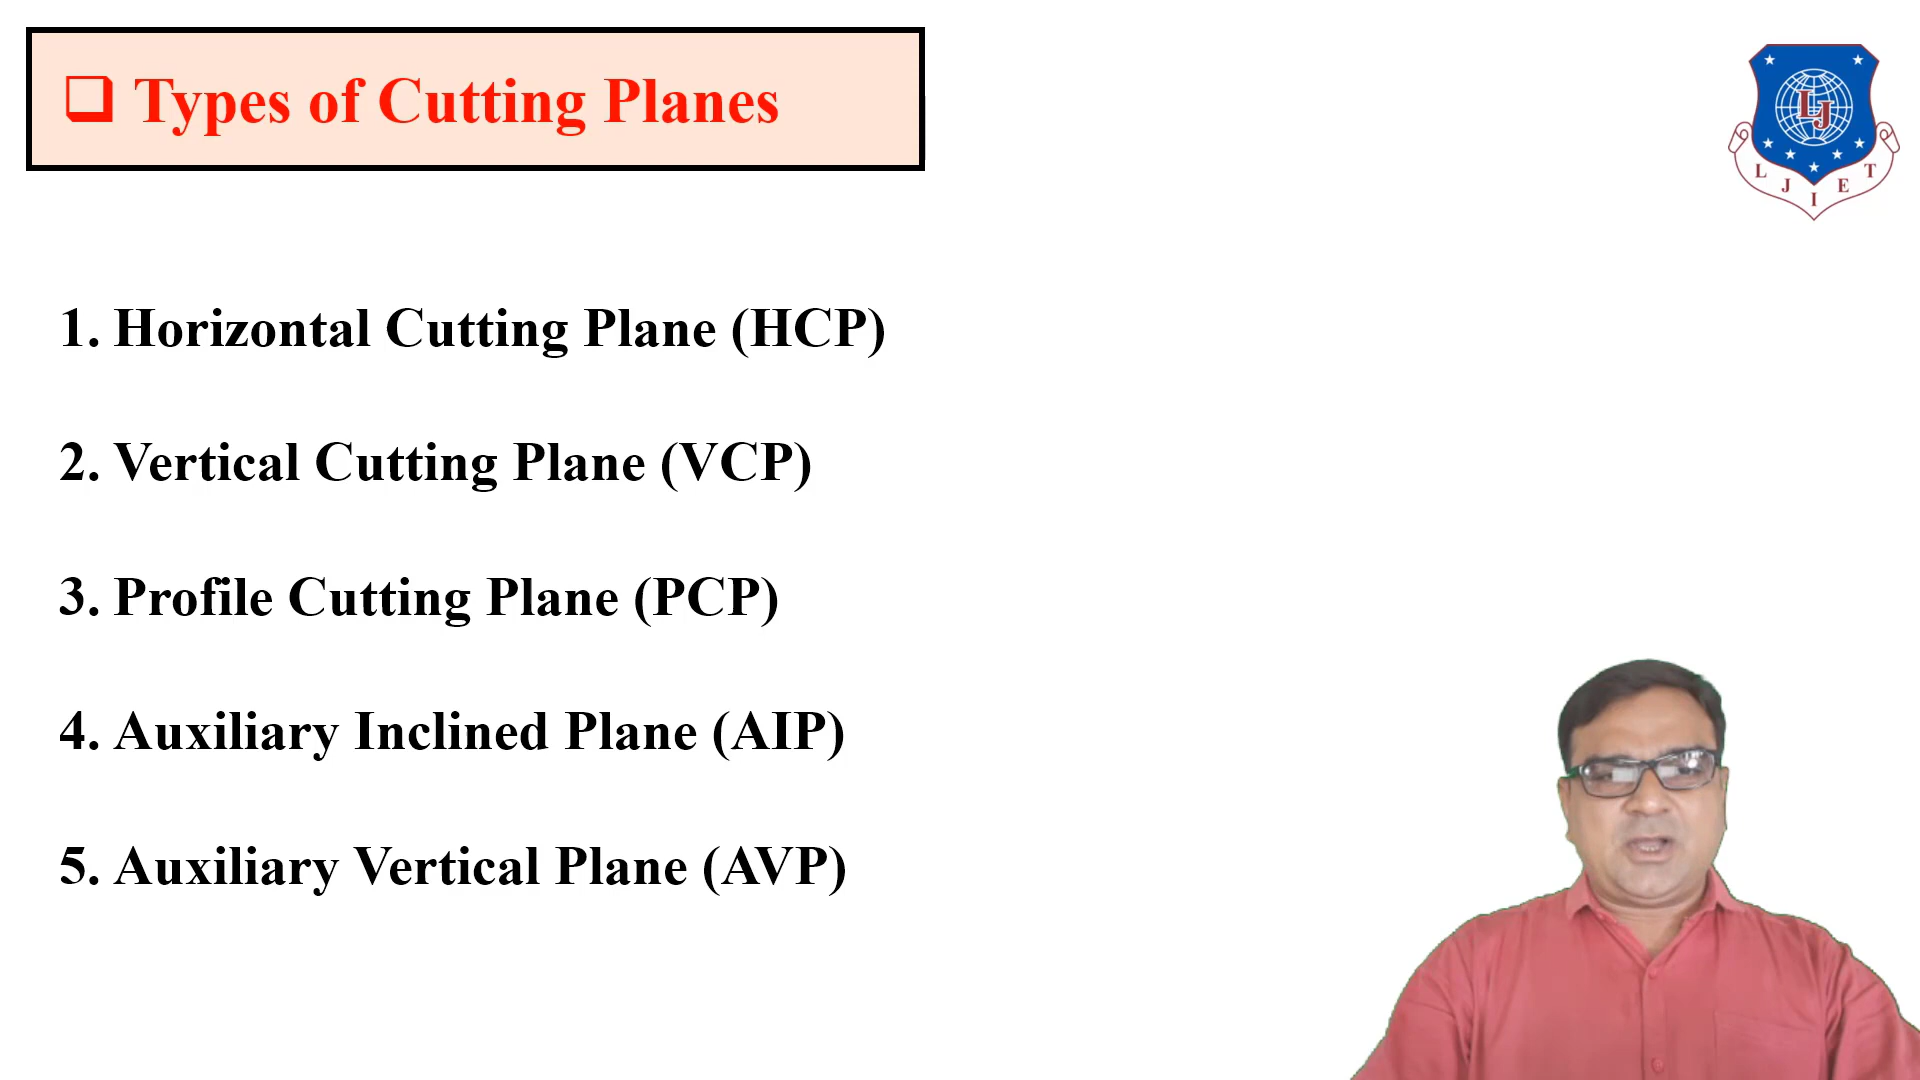 Types of Cutting Planes
LJ
L J I E T
1. Horizontal Cutting Plane (HCP)
2. Vertical Cutting Plane (VCP)
3. Profile Cutting Plane (PCP)
4. Auxiliary Inclined Plane (AIP)
5. Auxiliary Vertical Plane (AVP)